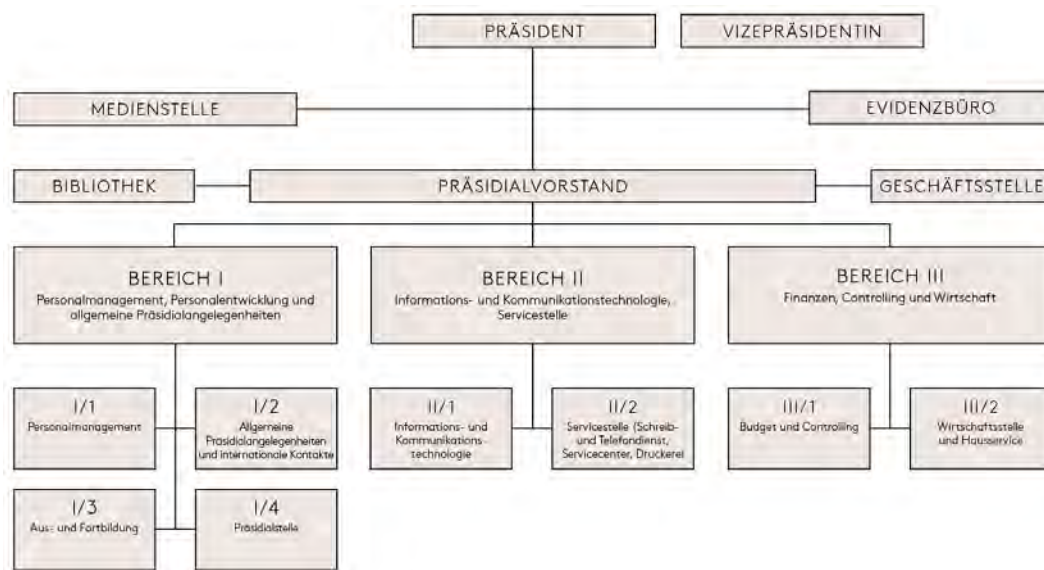 PRÄSIDENT
VIZEPRÄSIDENTIN
MEDIENSTELLE
EVIDENZBÜRO
BIBLIOTHEK
PRÄSIDIALVORSTAND
GESCHÄFTSSTELLE
BEREICH I
Personalmanagement, Personalentwicklung und
allgemeine Präsidialangelegenheiten
BEREICH II
Informations- und Kommunikationstechnologie,
Servicestelle
BEREICH III
Finanzen, Controlling und Wirtschaft
I/1
Personalmanagement
I/2
Allgemeine
Präsidialangelegenheiten
und internationale Kontakte
II/1
Informations- und
Kommunikations-
technologie
II/2
Servicestelle (Schreib-
und Telefondienst,
Servicecenter, Druckerei
III/1
Budget und Controlling
III/2
Wirtschaftsstelle
und Hausservice
I/3
Aus- und Fortbildung
I/4
Präsidialstelle